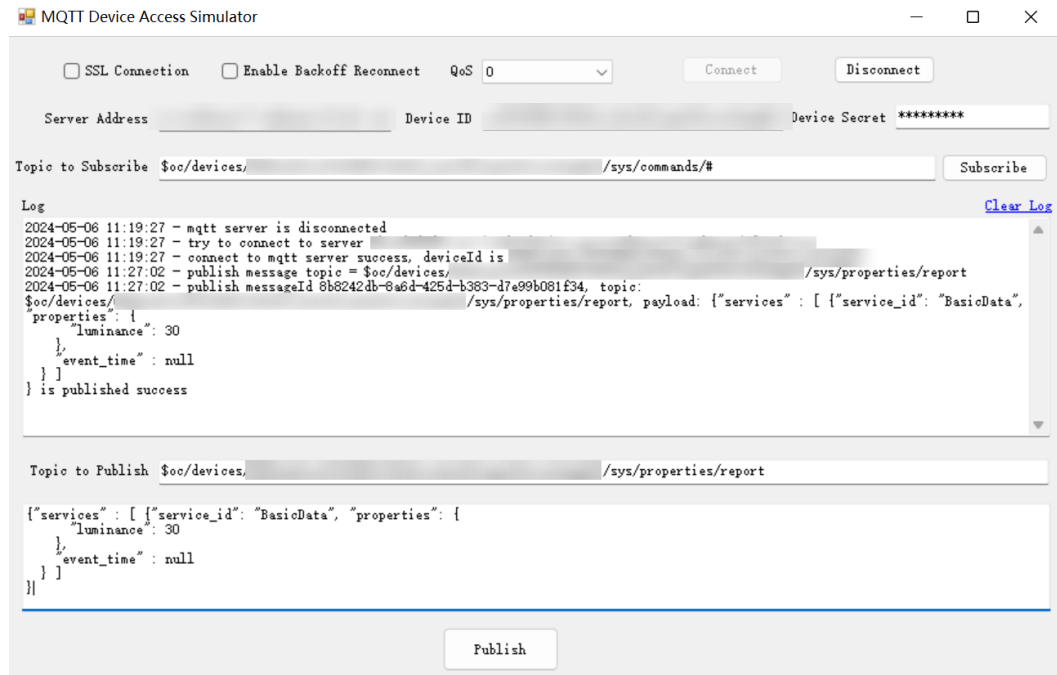 MQTT Device Access Simulator
SSL Connection Enable Backoff Reconnect QoS 0 Connect Disconnect
Server Address Device ID Device Secret *********
Topic to Subscribe $oc/devices/ /sys/commands/# Subscribe
Log Clear Log
2024-05-06 11:19:27 - mqtt server is disconnected
2024-05-06 11:19:27 - try to connect to server
2024-05-06 11:19:27 - connect to mqtt server success, deviceId is
2024-05-06 11:27:02 - publish message topic = $oc/devices/ /sys/properties/report
2024-05-06 11:27:02 - publish messageId 8b8242db-8a6d-425d-b383-d7e99b081f34, topic:
$oc/devices/ /sys/properties/report, payload: {"services" : [ {"service_id": "BasicData",
"properties": {
"luminance": 30
},
"event_time" : null
} ]
} is published success
Topic to Publish $oc/devices/ /sys/properties/report
{"services" : [ {"service_id": "BasicData", "properties": {
"luminance": 30
},
"event_time" : null
} ]
}
Publish